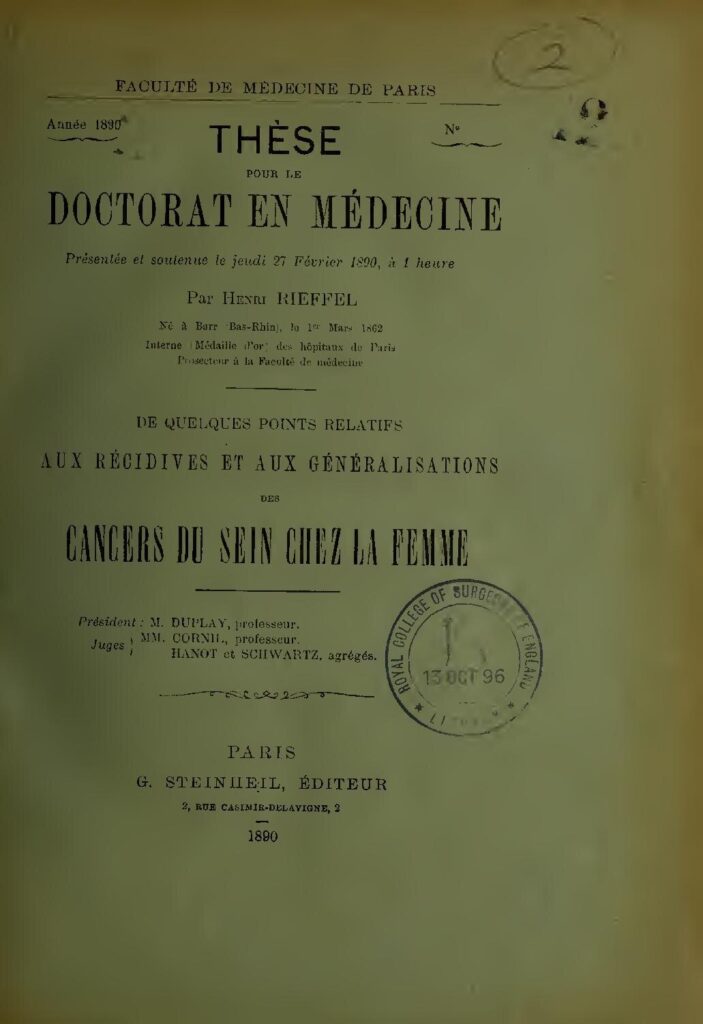 2
FACULTÉ DE MÉDECINE DE PARIS
Année 1890
N°
2
THÈSE
POUR LE
DOCTORAT EN MÉDECINE
Présentée et soutenue le jeudi 27 Février 1890, à 1 heure
Par HENRI RIEFFEL
Né à Barr (Bas-Rhin), le 1er Mars 1862
Interne (Médaille d'or) des hôpitaux de Paris
Prosecteur à la Faculté de médecine
DE QUELQUES POINTS RELATIFS
AUX RÉCIDIVES ET AUX GÉNÉRALISATIONS
DES
CANCERS DU SEIN CHEZ LA FEMME
Président : M. DUPLAY, professeur.
Juges MM. CORNIL, professeur.
HANOT et SCHWARTZ, agrégés.
ROYAL COLLEGE OF SURGEONS OF ENGLAND
13 OCT 96
PARIS
G. STEINHEIL, ÉDITEUR
2, RUE CASIMIR-DELAVIGNE, 2
1890